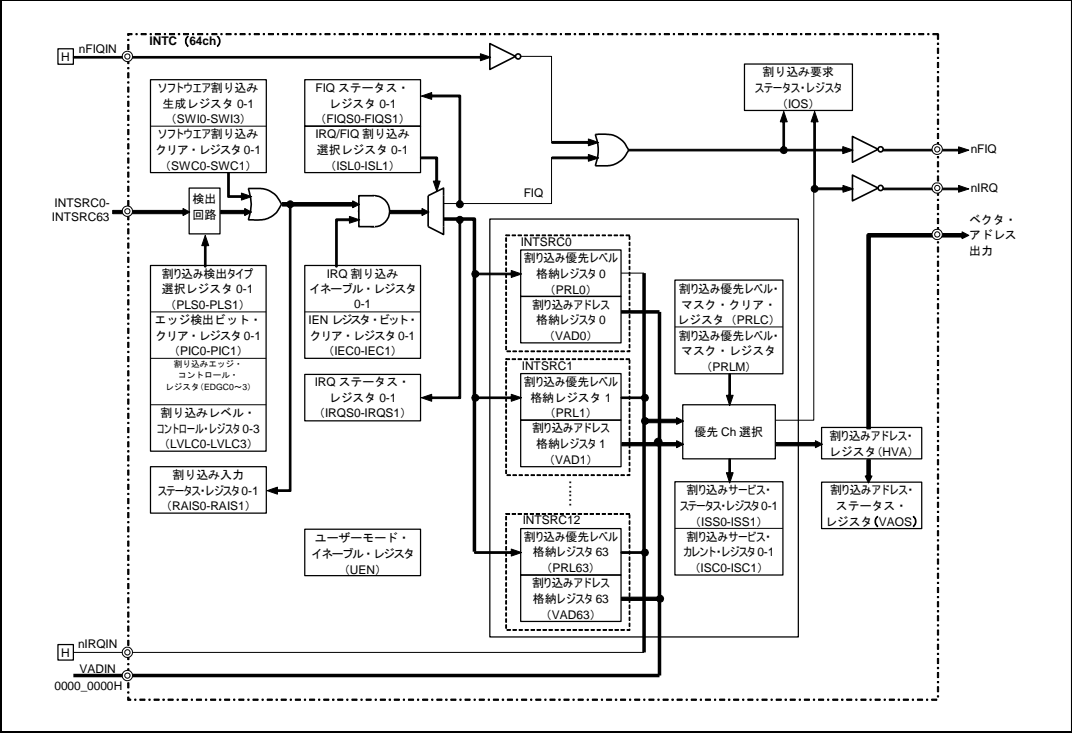 INTC (64ch)
H nFIQIN
ソフトウエア割り込み
生成レジスタ 0-1
(SWI0-SWI3)
ソフトウエア割り込み
クリア・レジスタ 0-1
(SWC0-SWC1)
FIQ ステータス・
レジスタ 0-1
(FIQS0-FIQS1)
IRQ/FIQ 割り込み
選択レジスタ 0-1
(ISL0-ISL1)
割り込み要求
ステータス・レジスタ
(IOS)
nFIQ
nIRQ
FIQ
INTSRC0-
INTSRC63
検出
回路
ベクタ・
アドレス
出力
割り込み検出タイプ
選択レジスタ 0-1
(PLS0-PLS1)
エッジ検出ビット・
クリア・レジスタ 0-1
(PIC0-PIC1)
割り込みエッジ・
コントロール・
レジスタ(EDGC0～3)
割り込みレベル・
コントロール・レジスタ 0-3
(LVLC0-LVLC3)
割り込み入力
ステータス・レジスタ 0-1
(RAIS0-RAIS1)
IRQ 割り込み
イネーブル・レジスタ
0-1
IEN レジスタ・ビット・
クリア・レジスタ 0-1
(IEC0-IEC1)
IRQ ステータス・
レジスタ 0-1
(IRQS0-IRQS1)
ユーザーモード・
イネーブル・レジスタ
(UEN)
INTSRC0
割り込み優先レベル
格納レジスタ 0
(PRL0)
割り込みアドレス
格納レジスタ 0
(VAD0)
INTSRC1
割り込み優先レベル
格納レジスタ 1
(PRL1)
割り込みアドレス
格納レジスタ 1
(VAD1)
INTSRC12
割り込み優先レベル
格納レジスタ 63
(PRL63)
割り込みアドレス
格納レジスタ 63
(VAD63)
割り込み優先レベル・
マスク・クリア・
レジスタ (PRLC)
割り込み優先レベル・
マスク・レジスタ
(PRLM)
優先 Ch 選択
割り込みサービス・
ステータス・レジスタ 0-1
(ISS0-ISS1)
割り込みサービス・
カレント・レジスタ 0-1
(ISC0-ISC1)
割り込みアドレス・
レジスタ(HVA)
割り込みアドレス・
ステータス・
レジスタ(VAOS)
H nIRQIN
VADIN
0000_0000H